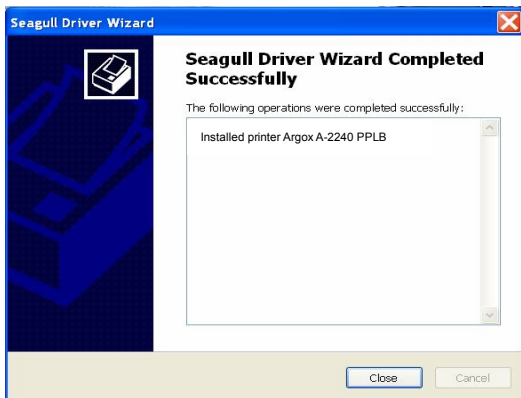 Seagull Driver Wizard
Seagull Driver Wizard Completed
Successfully
The following operations were completed successfully:
Installed printer Argox A-2240 PPLB
Close
Cancel